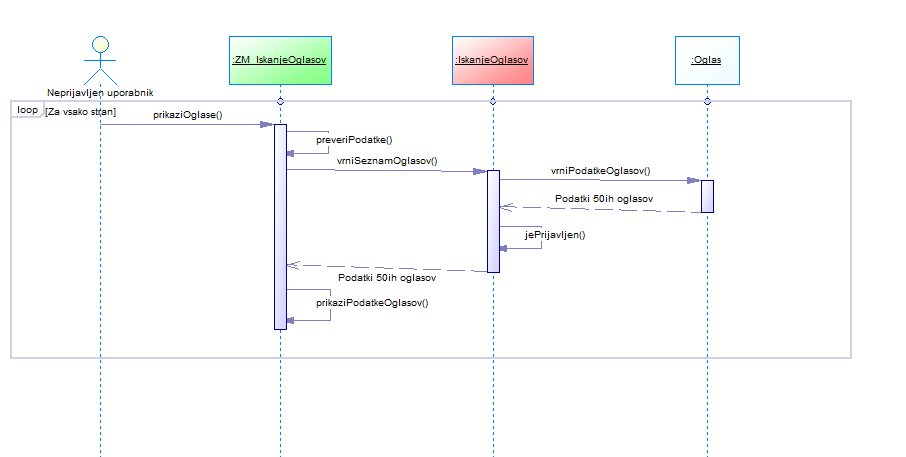 :ZM_IskanjeOglasov
:IskanjeOglasov
:Oglas
Neprijavljen uporabnik
loop
[Za vsako stran]
prikaziOglase()
preveriPodatke()
vrniSeznamOglasov()
vrniPodatkeOglasov()
Podatki 50ih oglasov
jePrijavljen()
Podatki 50ih oglasov
prikaziPodatkeOglasov()